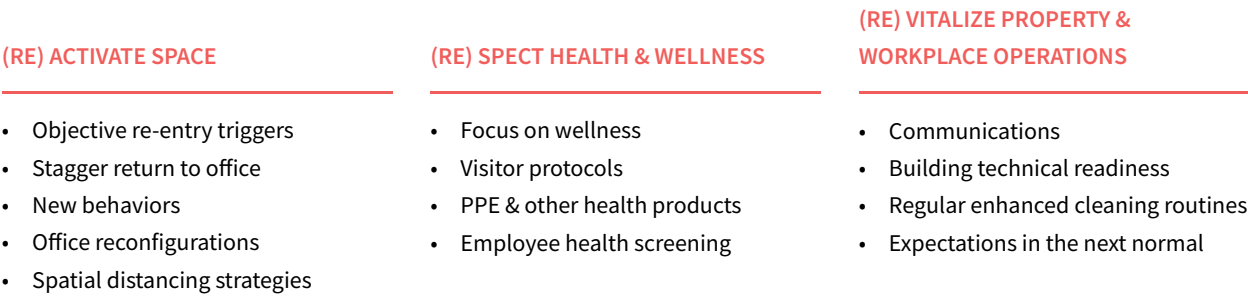 (RE) ACTIVATE SPACE
• Objective re-entry triggers
• Stagger return to office
• New behaviors
• Office reconfigurations
• Spatial distancing strategies
(RE) SPECT HEALTH & WELLNESS
• Focus on wellness
• Visitor protocols
• PPE & other health products
• Employee health screening
(RE) VITALIZE PROPERTY &
WORKPLACE OPERATIONS
• Communications
• Building technical readiness
• Regular enhanced cleaning routines
• Expectations in the next normal